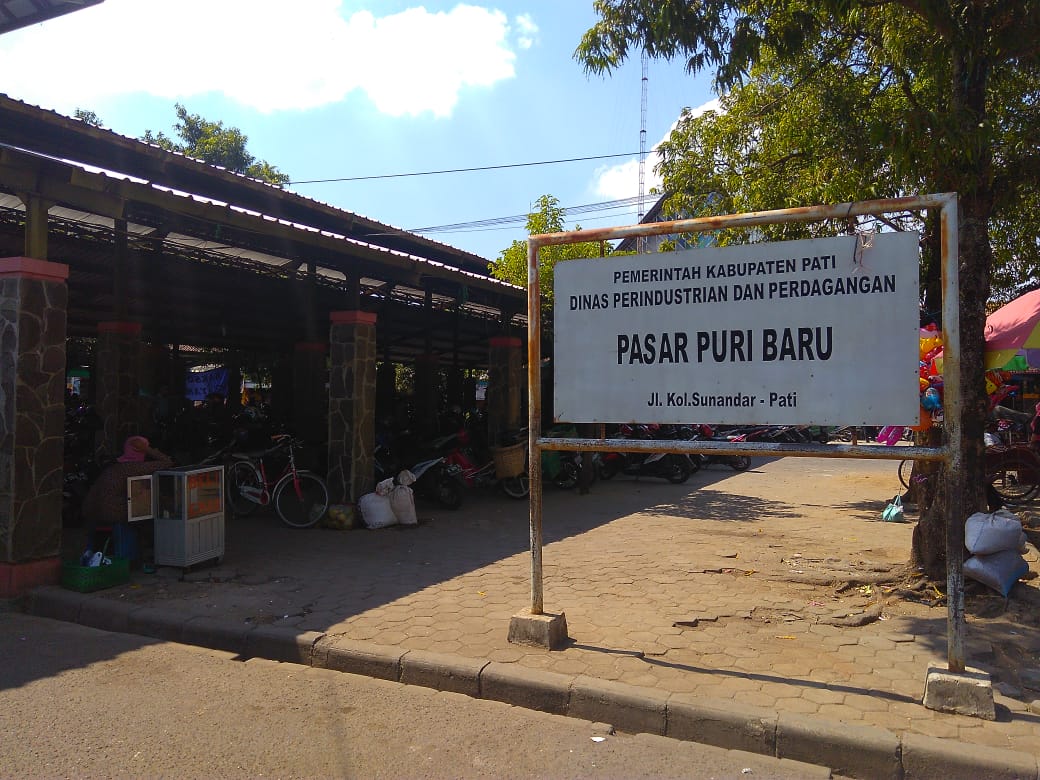 PEMERINTAH KABUPATEN PATI
DINAS PERINDUSTRIAN DAN PERDAGANGAN
PASAR PURI BARU
Jl. Kol.Sunandar - Pati